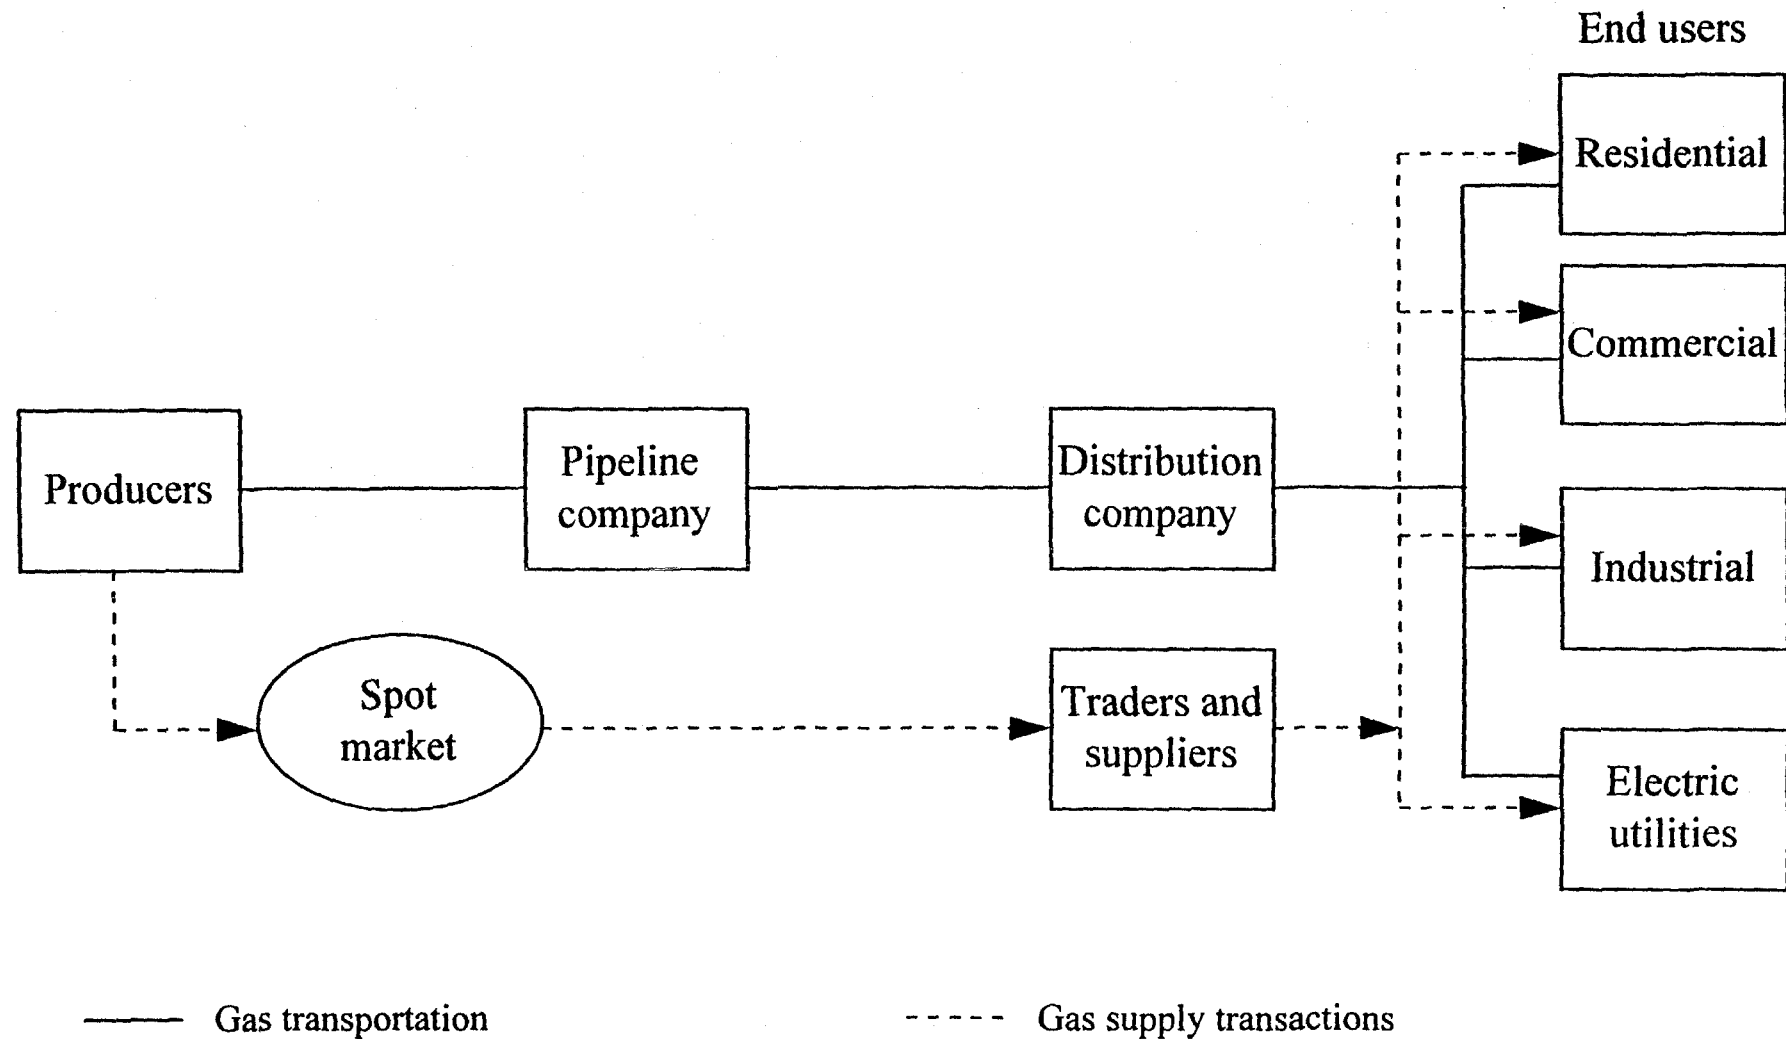 End users
Residential
Commercial
Producers
Pipeline
company
Distribution
company
Industrial
Spot
market
Traders and
suppliers
Electric
utilities
Gas transportation
Gas supply transactions